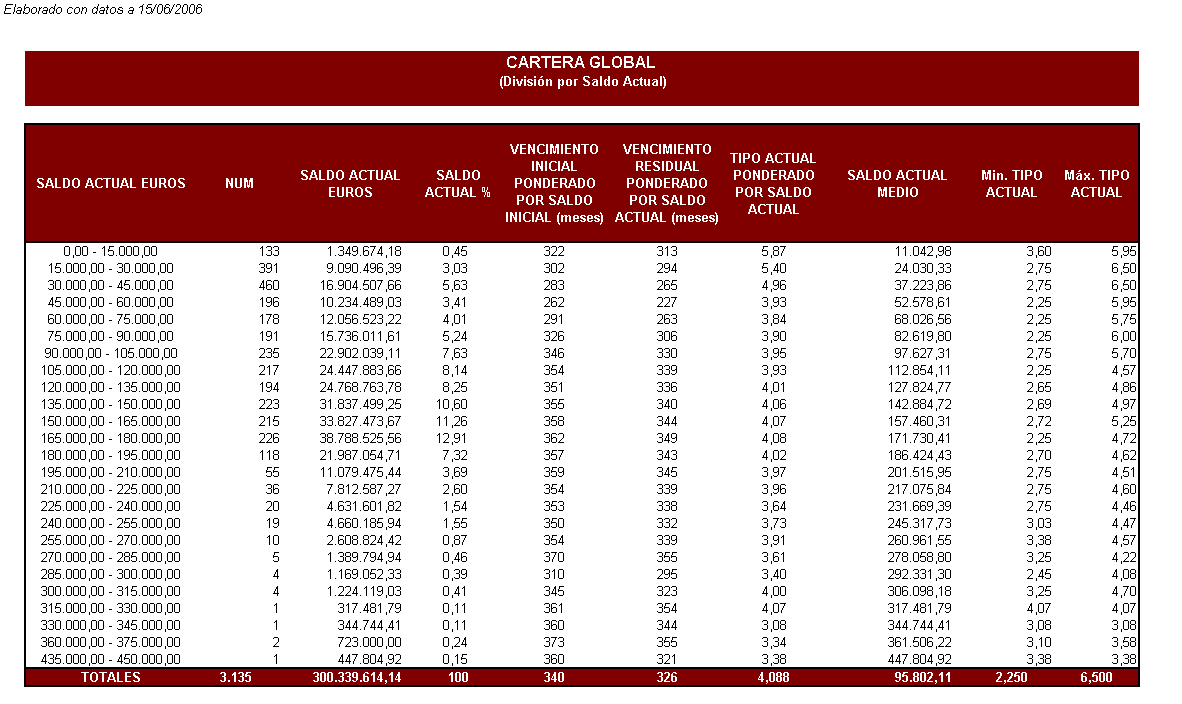 Elaborado con datos a 15/06/2006
CARTERA GLOBAL
(División por Saldo Actual)
SALDO ACTUAL EUROS NUM SALDO ACTUAL EUROS SALDO ACTUAL % VENCIMIENTO INICIAL PONDERADO POR SALDO INICIAL (meses) VENCIMIENTO RESIDUAL PONDERADO POR SALDO ACTUAL (meses) TIPO ACTUAL PONDERADO POR SALDO ACTUAL SALDO ACTUAL MEDIO Min. TIPO ACTUAL Máx. TIPO ACTUAL
0,00 - 15.000,00 133 1.349.674,18 0,45 322 313 5,87 11.042,98 3,60 5,95
15.000,00 - 30.000,00 391 9.090.496,39 3,03 302 294 5,40 24.030,33 2,75 6,50
30.000,00 - 45.000,00 460 16.904.507,66 5,63 283 265 4,96 37.223,86 2,75 6,50
45.000,00 - 60.000,00 196 10.234.489,03 3,41 262 227 3,93 52.578,61 2,25 5,95
60.000,00 - 75.000,00 178 12.056.523,22 4,01 291 263 3,84 68.026,56 2,25 5,75
75.000,00 - 90.000,00 191 15.736.011,61 5,24 326 306 3,90 82.619,80 2,25 6,00
90.000,00 - 105.000,00 235 22.902.039,11 7,63 346 330 3,95 97.627,31 2,75 5,70
105.000,00 - 120.000,00 217 24.447.883,66 8,14 354 339 3,93 112.854,11 2,25 4,57
120.000,00 - 135.000,00 194 24.768.763,78 8,25 351 336 4,01 127.824,77 2,65 4,86
135.000,00 - 150.000,00 223 31.837.499,25 10,60 355 340 4,06 142.884,72 2,69 4,97
150.000,00 - 165.000,00 215 33.827.473,67 11,26 358 344 4,07 157.460,31 2,72 5,25
165.000,00 - 180.000,00 226 38.788.525,56 12,91 362 349 4,08 171.730,41 2,25 4,72
180.000,00 - 195.000,00 118 21.987.054,71 7,32 357 343 4,02 186.424,43 2,70 4,62
195.000,00 - 210.000,00 55 11.079.475,44 3,69 359 345 3,97 201.515,95 2,75 4,51
210.000,00 - 225.000,00 36 7.812.587,27 2,60 354 339 3,96 217.075,84 2,75 4,60
225.000,00 - 240.000,00 20 4.631.601,82 1,54 353 338 3,64 231.669,39 2,75 4,46
240.000,00 - 255.000,00 19 4.660.185,94 1,55 350 332 3,73 245.317,73 3,03 4,47
255.000,00 - 270.000,00 10 2.608.824,42 0,87 354 339 3,91 260.961,55 3,38 4,57
270.000,00 - 285.000,00 5 1.389.794,94 0,46 370 355 3,61 278.058,80 3,25 4,22
285.000,00 - 300.000,00 4 1.169.052,33 0,39 310 295 3,40 292.331,30 2,45 4,08
300.000,00 - 315.000,00 4 1.224.119,03 0,41 345 323 4,00 306.098,18 3,25 4,70
315.000,00 - 330.000,00 1 317.481,79 0,11 361 354 4,07 317.481,79 4,07 4,07
330.000,00 - 345.000,00 1 344.744,41 0,11 360 344 3,08 344.744,41 3,08 3,08
360.000,00 - 375.000,00 2 723.000,00 0,24 373 355 3,34 361.506,22 3,10 3,58
435.000,00 - 450.000,00 1 447.804,92 0,15 360 321 3,38 447.804,92 3,38 3,38
TOTALES 3.135 300.339.614,14 100 340 326 4,088 95.802,11 2,250 6,500